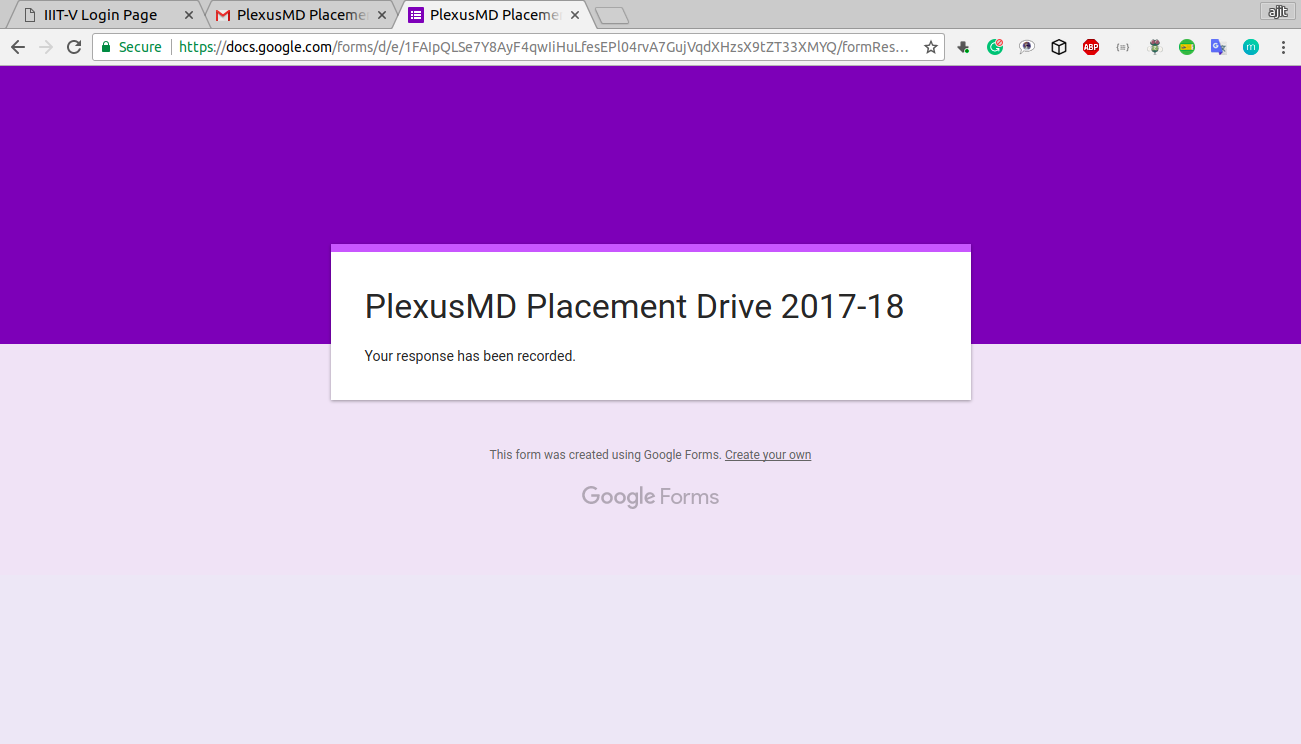 IIIT-V Login Page
PlexusMD Placeme
PlexusMD Placeme
ajit
Secure
https://docs.google.com/forms/d/e/1FAIpQLSe7Y8AyF4qwIiHuLfesEPl04rvA7GujVqdXHzsX9tZT33XMYQ/formRes...
ABP
m
PlexusMD Placement Drive 2017-18
Your response has been recorded.
This form was created using Google Forms. Create your own
Google Forms